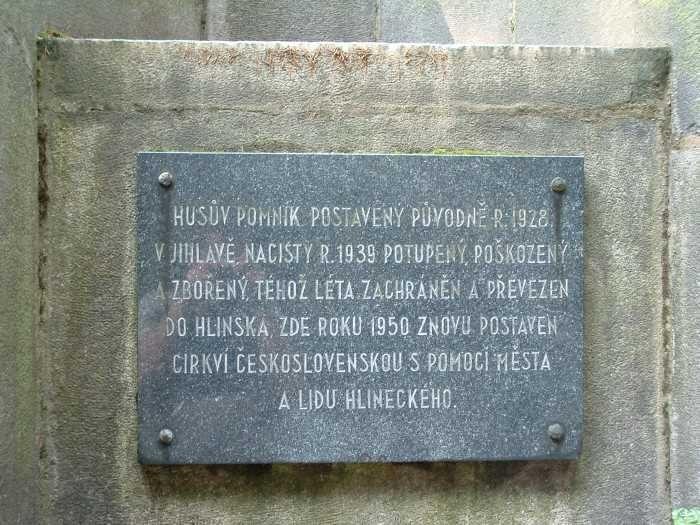 HUSŮV POMNÍK POSTAVENÝ PŮVODNĚ R. 1928
V JIHLAVĚ, NACISTY R. 1939 POTUPENÝ, POŠKOZENÝ
A ZBOŘENÝ, TÉHOŽ LÉTA ZACHRÁNĚN A PŘEVEZEN
DO HLINSKA. ZDE ROKU 1950 ZNOVU POSTAVEN
CÍRKVÍ ČESKOSLOVENSKOU S POMOCÍ MĚSTA
A LIDU HLINECKÉHO.